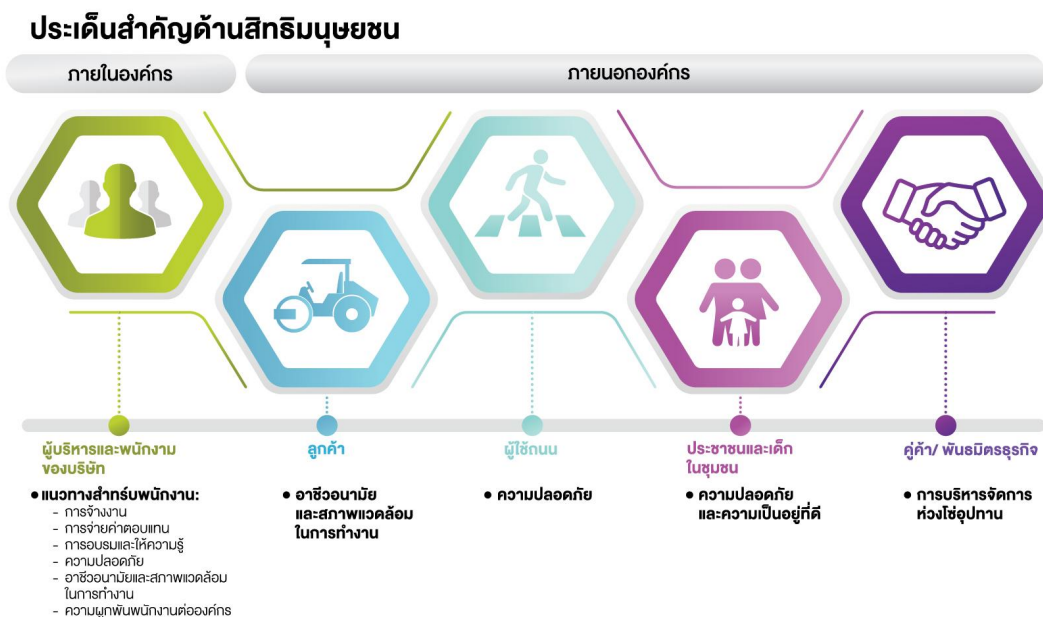 ประเด็นสำคัญด้านสิทธิมนุษยชน
ภายในองค์กร
ภายนอกองค์กร
ผู้บริหารและพนักงาน
ของบริษัท
• แนวทางสำหรับพนักงาน:
- การจ้างงาน
- การจ่ายค่าตอบแทน
- การอบรมและให้ความรู้
- ความปลอดภัย
- อาชีวอนามัยและสภาพแวดล้อม
ในการทำงาน
- ความผูกพันพนักงานต่อองค์กร
ลูกค้า
• อาชีวอนามัย
และสภาพแวดล้อม
ในการทำงาน
ผู้ใช้ถนน
• ความปลอดภัย
ประชาชนและเด็ก
ในชุมชน
• ความปลอดภัย
และความเป็นอยู่ที่ดี
คู่ค้า/ พันธมิตรธุรกิจ
• การบริหารจัดการ
ห่วงโซ่อุปทาน